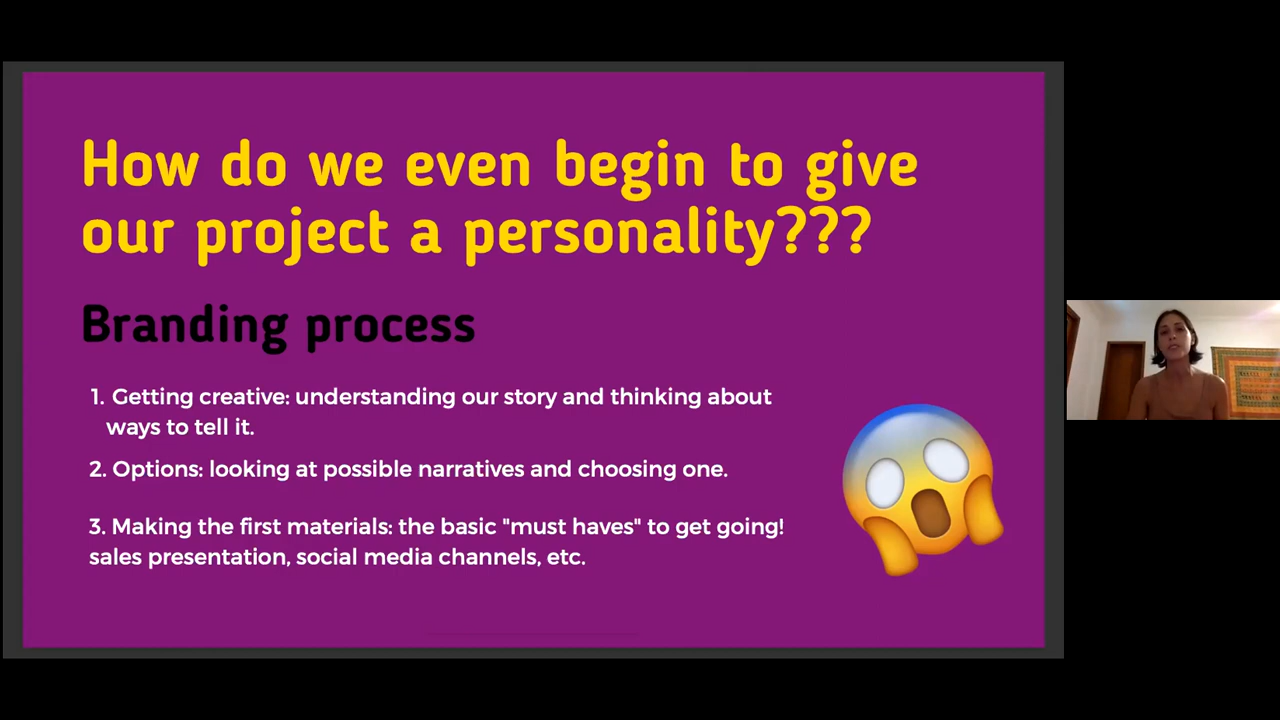 How do we even begin to give
our project a personality???
Branding process
1. Getting creative: understanding our story and thinking about
ways to tell it.
2. Options: looking at possible narratives and choosing one.
3. Making the first materials: the basic "must haves" to get going!
sales presentation, social media channels, etc.